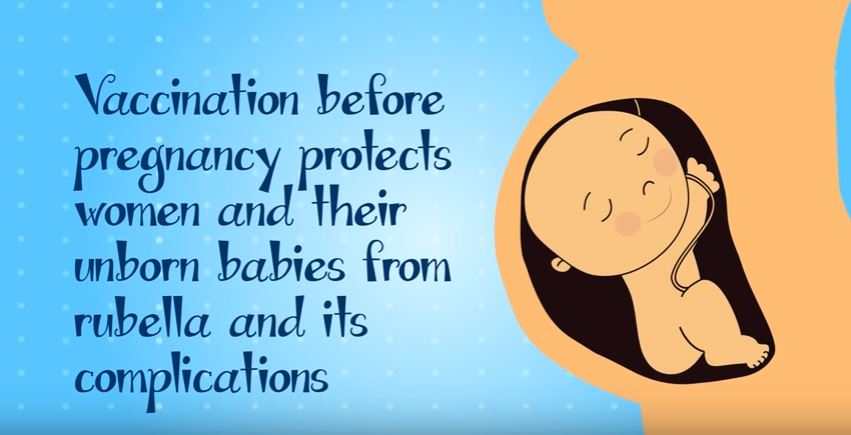 Vaccination before
pregnancy protects
women and their
unborn babies from
rubella and its
complications